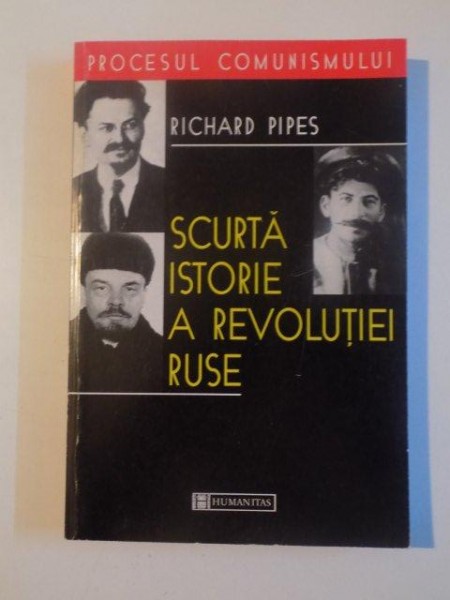 PROCESUL COMUNISMULUI
RICHARD PIPES
SCURTĂ
ISTORIE
A REVOLUȚIEI
RUSE
HUMANITAS